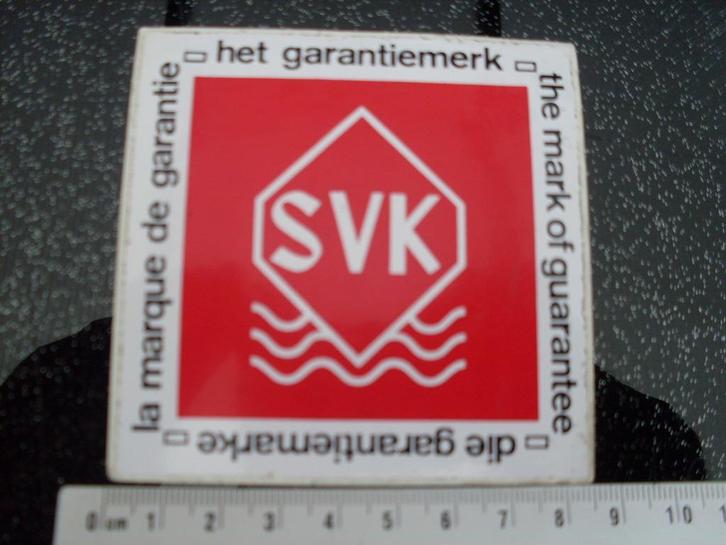 het garantiemerk
the mark of guarantee
die garantiemarke
la marque de garantie
SVK
0 cm 1 2 3 4 5 6 7 8 9 10